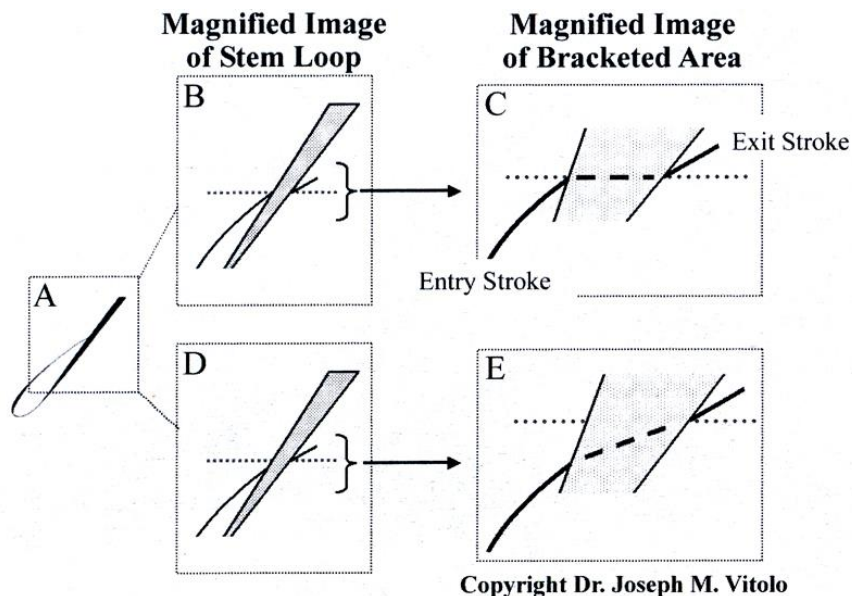 Magnified Image
of Stem Loop
Magnified Image
of Bracketed Area
B
C
Exit Stroke
Entry Stroke
A
D
E
Copyright Dr. Joseph M. Vitolo